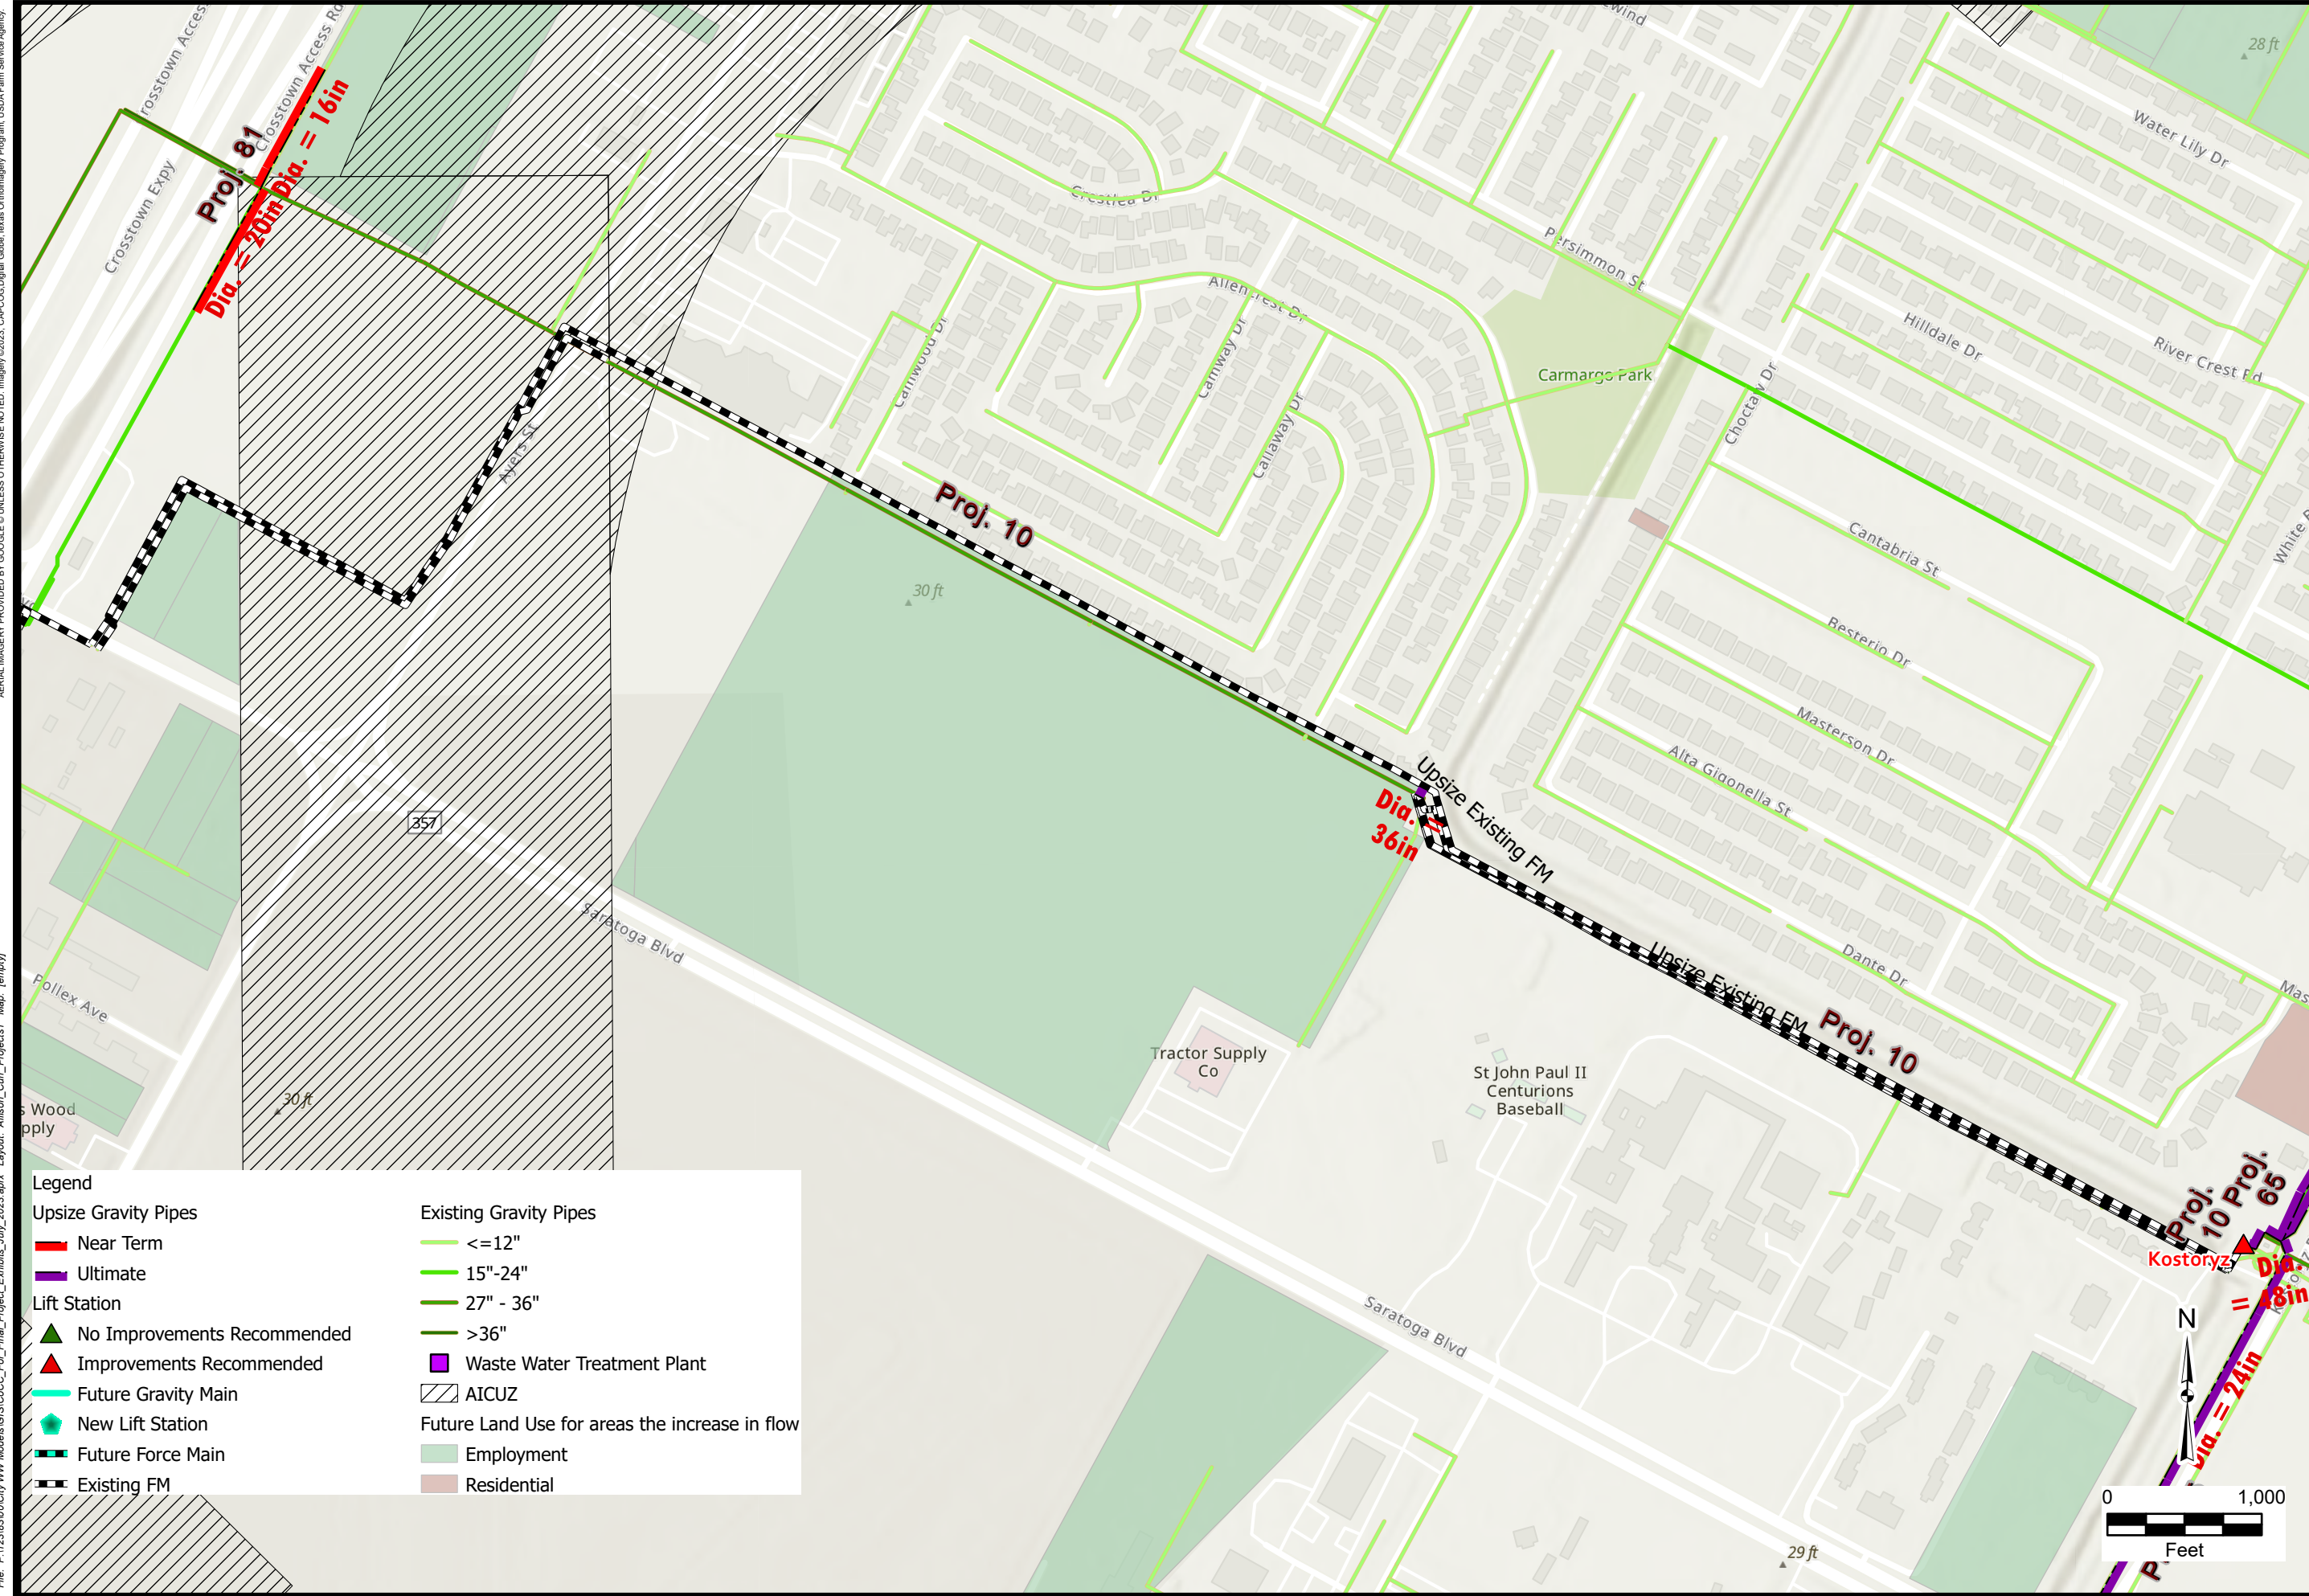 Crosstown Access Rd
Crosstown Expy
Proj. 81
Dia. = 16in
Dia. = 20in
Crestlea Dr
Persimmon St
Water Lily Dr
28 ft
Allencrest Dr
Camway Dr
Callaway Dr
Carmargo Park
Choctaw Dr
Hilldale Dr
River Crest Rd
Ayers St
Proj. 10
30 ft
Cantabria St
Besterio Dr
Masterson Dr
Alta Gigonella St
Dante Dr
357
Saratoga Blvd
Dia. =
36in
Upsize Existing FM
Upsize Existing FM
Proj. 10
Pollex Ave
30 ft
s Wood
pply
Tractor Supply
Co
St John Paul II
Centurions
Baseball
Saratoga Blvd
Proj.
10
Proj.
65
Kostoryz
Dia.
= 48in
Dia. = 24in
29 ft
N
0 1,000
Feet
Legend
Upsize Gravity Pipes
Near Term
Ultimate
Lift Station
No Improvements Recommended
Improvements Recommended
Future Gravity Main
New Lift Station
Future Force Main
Existing FM
Existing Gravity Pipes
<=12"
15"-24"
27" - 36"
>36"
Waste Water Treatment Plant
AICUZ
Future Land Use for areas the increase in flow
Employment
Residential